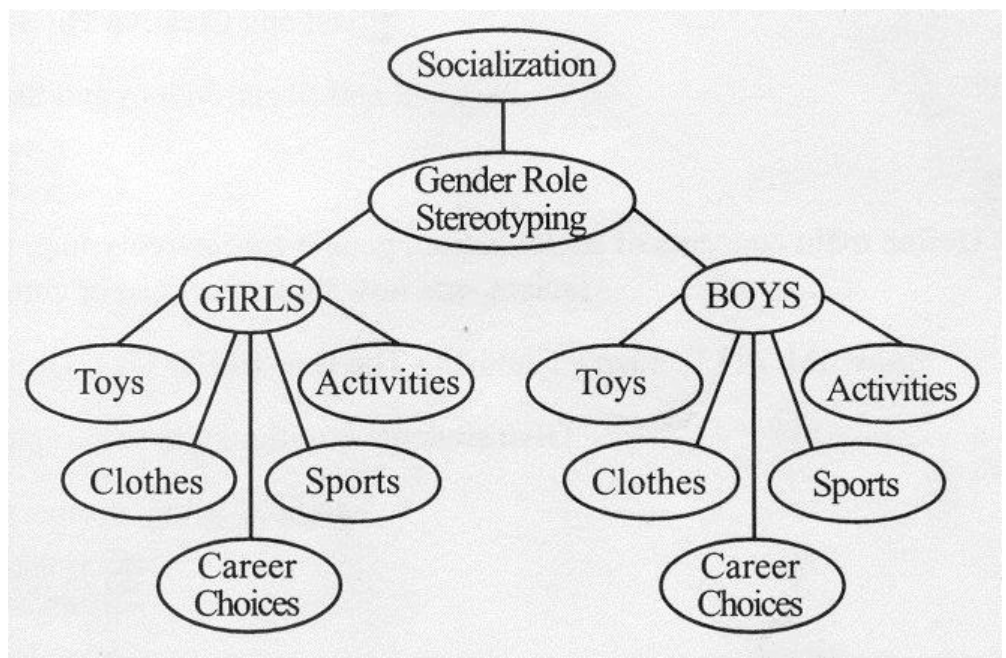 Socialization
Gender Role
Stereotyping
GIRLS
BOYS
Toys
Activities
Toys
Activities
Clothes
Sports
Clothes
Sports
Career
Choices
Career
Choices